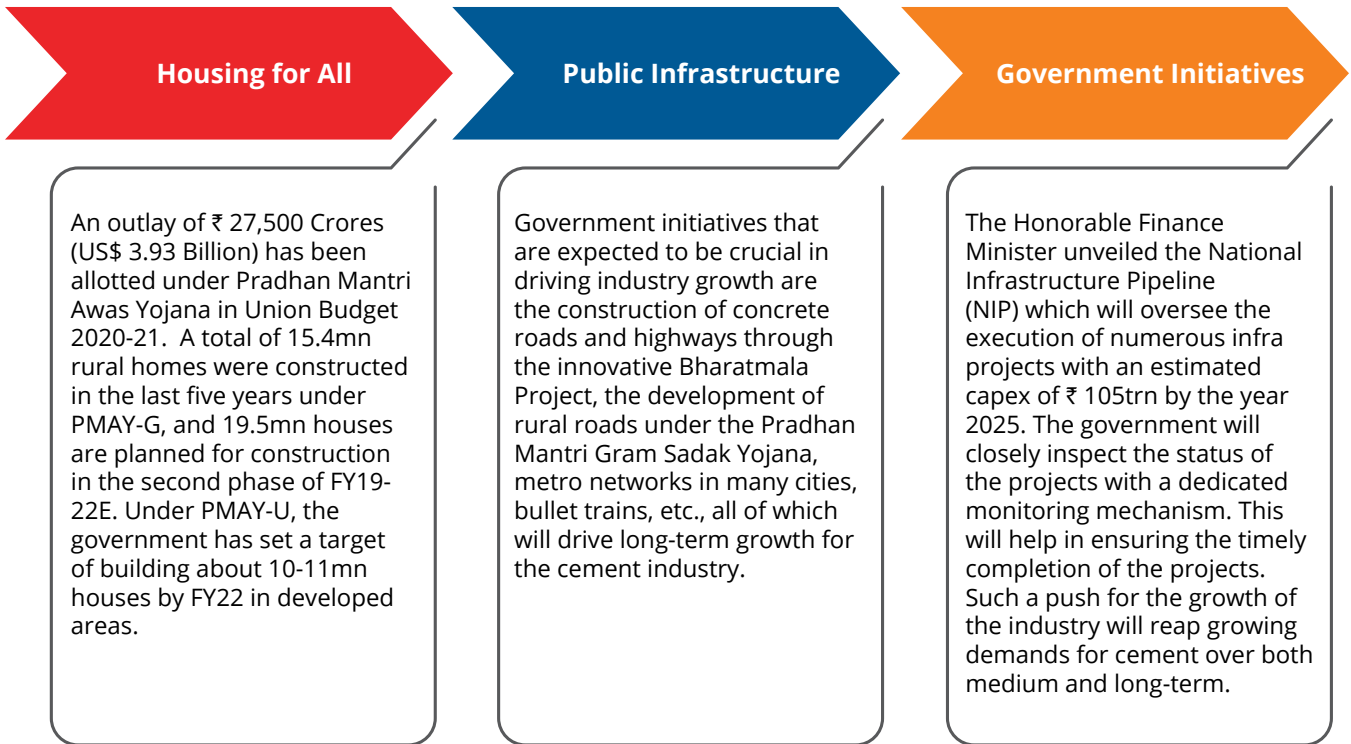 Housing for All
An outlay of ₹ 27,500 Crores
(US$ 3.93 Billion) has been
allotted under Pradhan Mantri
Awas Yojana in Union Budget
2020-21.  A total of 15.4mn
rural homes were constructed
in the last five years under
PMAY-G, and 19.5mn houses
are planned for construction
in the second phase of FY19-
22E. Under PMAY-U, the
government has set a target
of building about 10-11mn
houses by FY22 in developed
areas.
Public Infrastructure
Government initiatives that
are expected to be crucial in
driving industry growth are
the construction of concrete
roads and highways through
the innovative Bharatmala
Project, the development of
rural roads under the Pradhan
Mantri Gram Sadak Yojana,
metro networks in many cities,
bullet trains, etc., all of which
will drive long-term growth for
the cement industry.
Government Initiatives
The Honorable Finance
Minister unveiled the National
Infrastructure Pipeline
(NIP) which will oversee the
execution of numerous infra
projects with an estimated
capex of ₹ 105trn by the year
2025. The government will
closely inspect the status of
the projects with a dedicated
monitoring mechanism. This
will help in ensuring the timely
completion of the projects.
Such a push for the growth of
the industry will reap growing
demands for cement over both
medium and long-term.